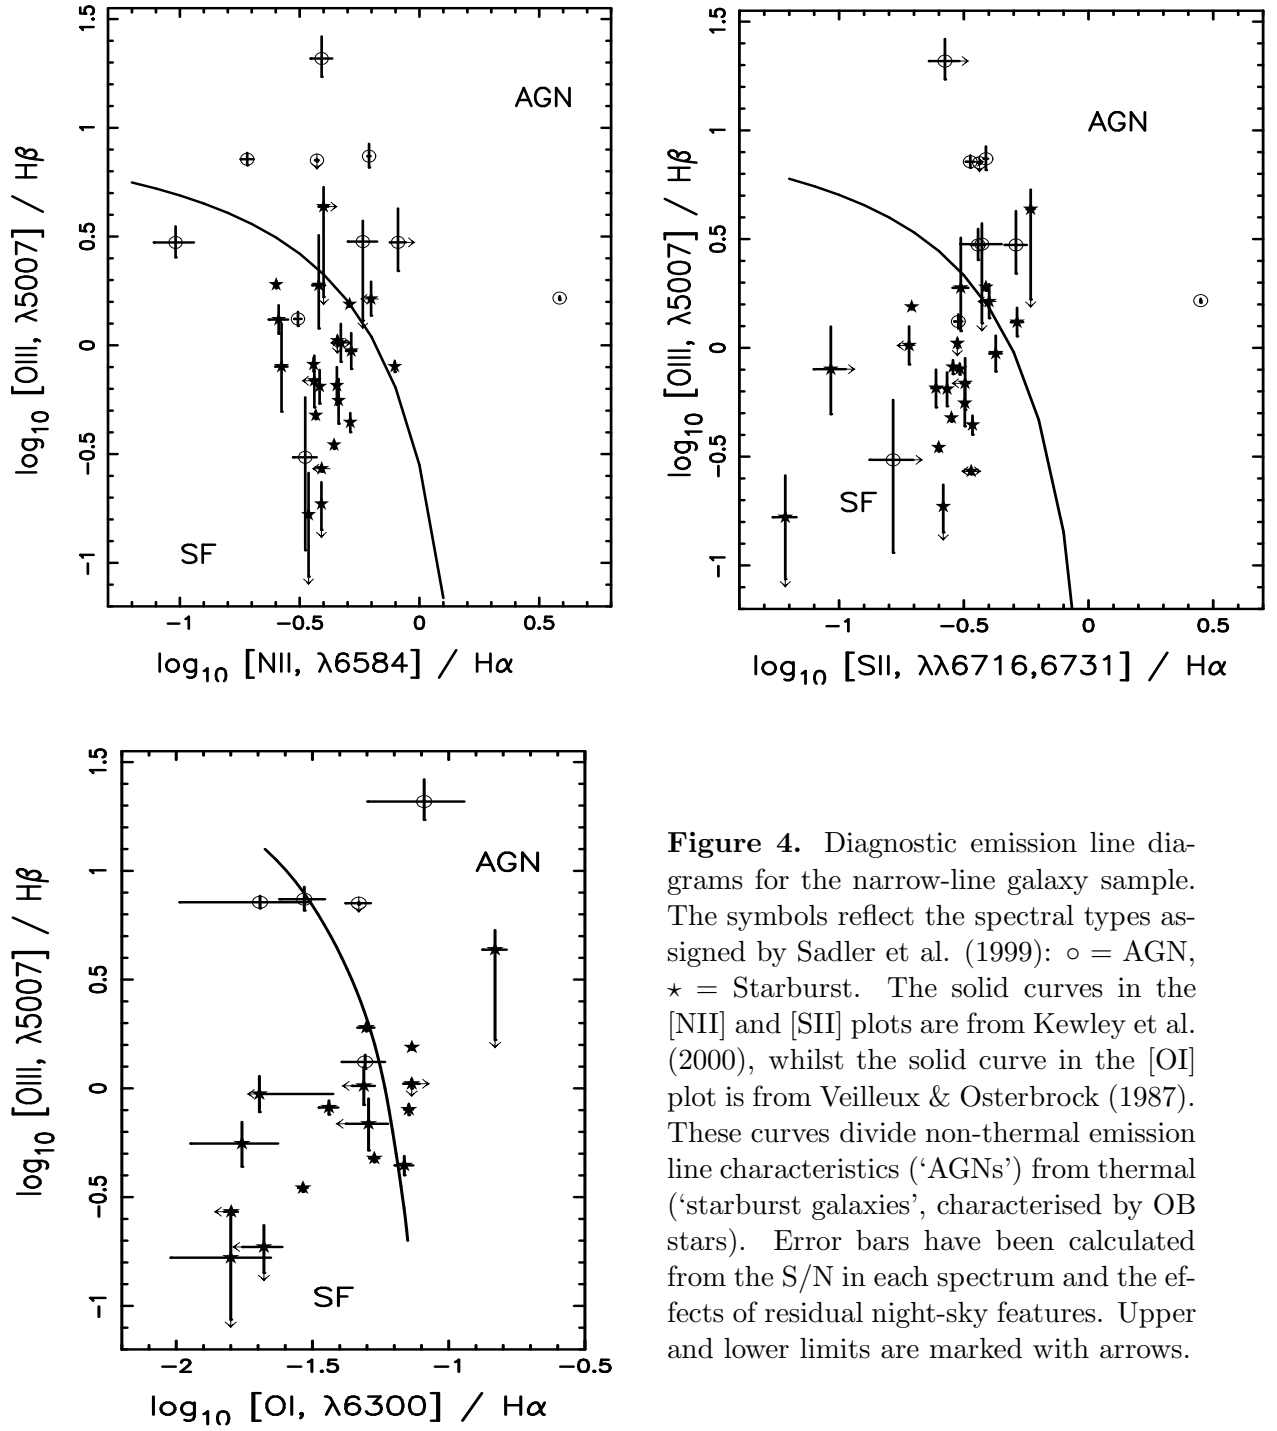 1.5
1
0.5
0
−0.5
−1
log10 [OIII, λ5007] / Hβ
AGN
SF
−1 −0.5 0 0.5
log10 [NII, λ6584] / Hα
1.5
1
0.5
0
−0.5
−1
log10 [OIII, λ5007] / Hβ
AGN
SF
−1 −0.5 0 0.5
log10 [SII, λλ6716,6731] / Hα
1.5
1
0.5
0
−0.5
−1
log10 [OIII, λ5007] / Hβ
AGN
SF
−2 −1.5 −1 −0.5
log10 [OI, λ6300] / Hα
Figure 4. Diagnostic emission line dia-
grams for the narrow-line galaxy sample.
The symbols reflect the spectral types as-
signed by Sadler et al. (1999): ○ = AGN,
⋆ = Starburst. The solid curves in the
[NII] and [SII] plots are from Kewley et al.
(2000), whilst the solid curve in the [OI]
plot is from Veilleux & Osterbrock (1987).
These curves divide non-thermal emission
line characteristics (‘AGNs’) from thermal
(‘starburst galaxies’, characterised by OB
stars). Error bars have been calculated
from the S/N in each spectrum and the ef-
fects of residual night-sky features. Upper
and lower limits are marked with arrows.